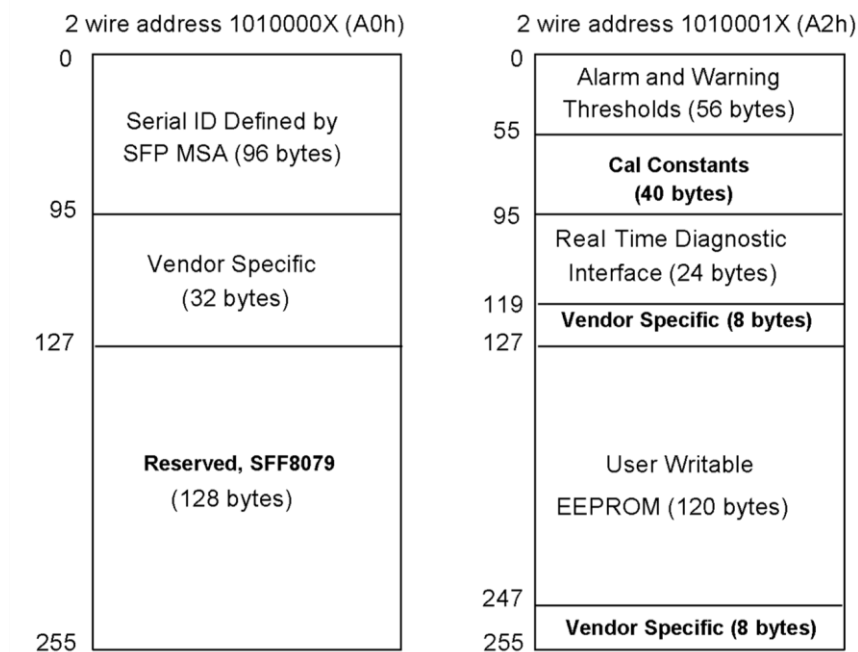 2 wire address 1010000X (A0h)
0
Serial ID Defined by
SFP MSA (96 bytes)
95
Vendor Specific
(32 bytes)
127
Reserved, SFF8079
(128 bytes)
255
2 wire address 1010001X (A2h)
0
Alarm and Warning
Thresholds (56 bytes)
55
Cal Constants
(40 bytes)
95
Real Time Diagnostic
Interface (24 bytes)
119
Vendor Specific (8 bytes)
127
User Writable
EEPROM (120 bytes)
247
Vendor Specific (8 bytes)
255